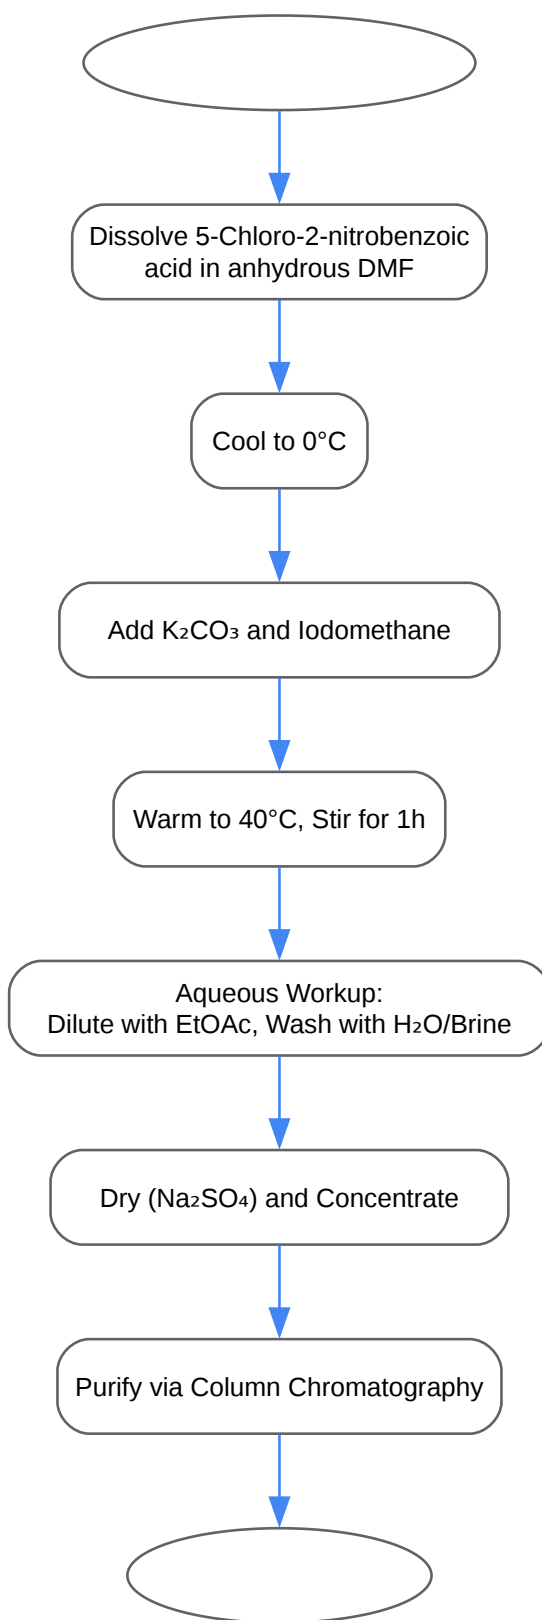 Dissolve 5-Chloro-2-nitrobenzoic
acid in anhydrous DMF
Cool to 0°C
Add K₂CO₃ and Iodomethane
Warm to 40°C, Stir for 1h
Aqueous Workup:
Dilute with EtOAc, Wash with H₂O/Brine
Dry (Na₂SO₄) and Concentrate
Purify via Column Chromatography